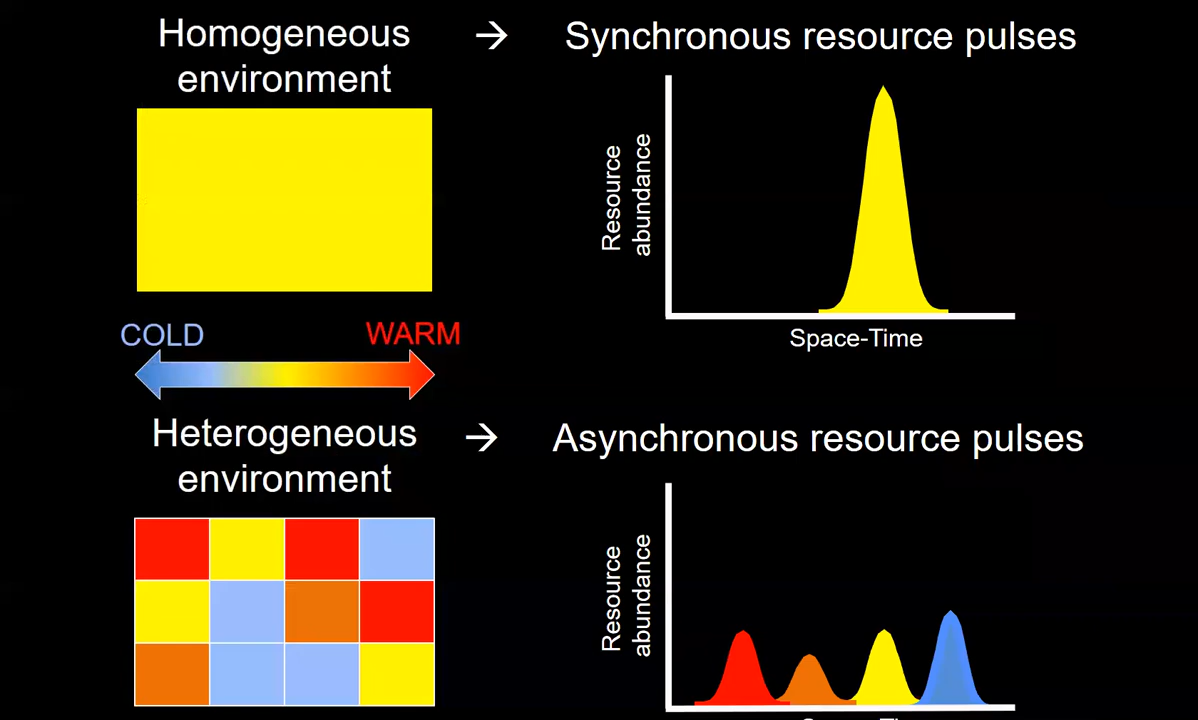 Homogeneous
environment
→
Synchronous resource pulses
Resource
abundance
Space-Time
COLD
WARM
Heterogeneous
environment
→
Asynchronous resource pulses
Resource
abundance